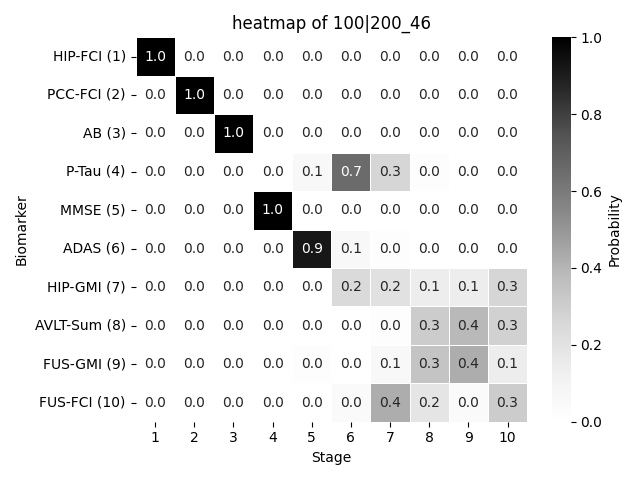 heatmap of 100|200_46
HIP-FCI (1) 1.0 0.0 0.0 0.0 0.0 0.0 0.0 0.0 0.0 0.0
PCC-FCI (2) 0.0 1.0 0.0 0.0 0.0 0.0 0.0 0.0 0.0 0.0
AB (3) 0.0 0.0 1.0 0.0 0.0 0.0 0.0 0.0 0.0 0.0
P-Tau (4) 0.0 0.0 0.0 0.0 0.1 0.7 0.3 0.0 0.0 0.0
MMSE (5) 0.0 0.0 0.0 1.0 0.0 0.0 0.0 0.0 0.0 0.0
ADAS (6) 0.0 0.0 0.0 0.0 0.9 0.1 0.0 0.0 0.0 0.0
HIP-GMI (7) 0.0 0.0 0.0 0.0 0.0 0.2 0.2 0.1 0.1 0.3
AVLT-Sum (8) 0.0 0.0 0.0 0.0 0.0 0.0 0.0 0.3 0.4 0.3
FUS-GMI (9) 0.0 0.0 0.0 0.0 0.0 0.0 0.1 0.3 0.4 0.1
FUS-FCI (10) 0.0 0.0 0.0 0.0 0.0 0.0 0.4 0.2 0.0 0.3
1 2 3 4 5 6 7 8 9 10
Stage
Biomarker
1.0
0.8
0.6
0.4
0.2
0.0
Probability